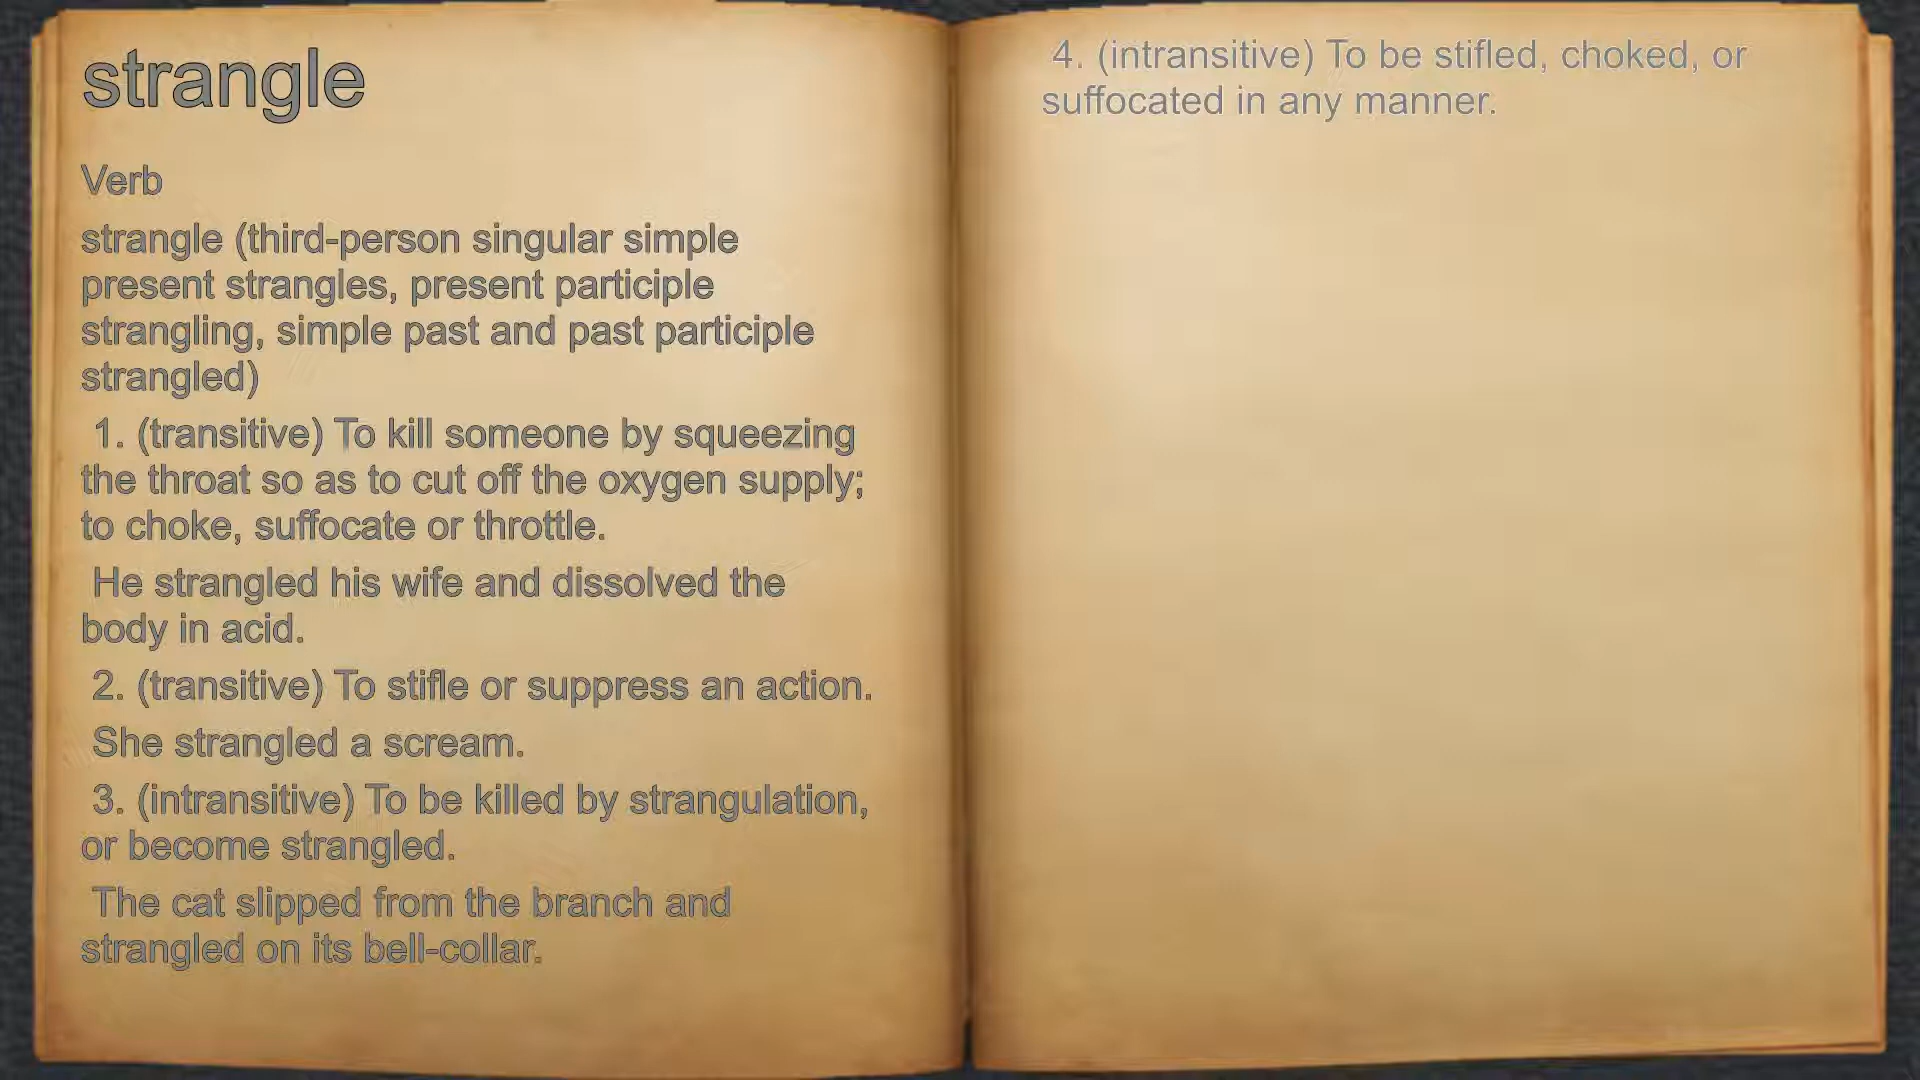 strangle
Verb
strangle (third-person singular simple
present strangles, present participle
strangling, simple past and past participle
strangled)
1. (transitive) To kill someone by squeezing
the throat so as to cut off the oxygen supply;
to choke, suffocate or throttle.
He strangled his wife and dissolved the
body in acid.
2. (transitive) To stifle or suppress an action.
She strangled a scream.
3. (intransitive) To be killed by strangulation,
or become strangled.
The cat slipped from the branch and
strangled on its bell-collar.
4. (intransitive) To be stifled, choked, or
suffocated in any manner.